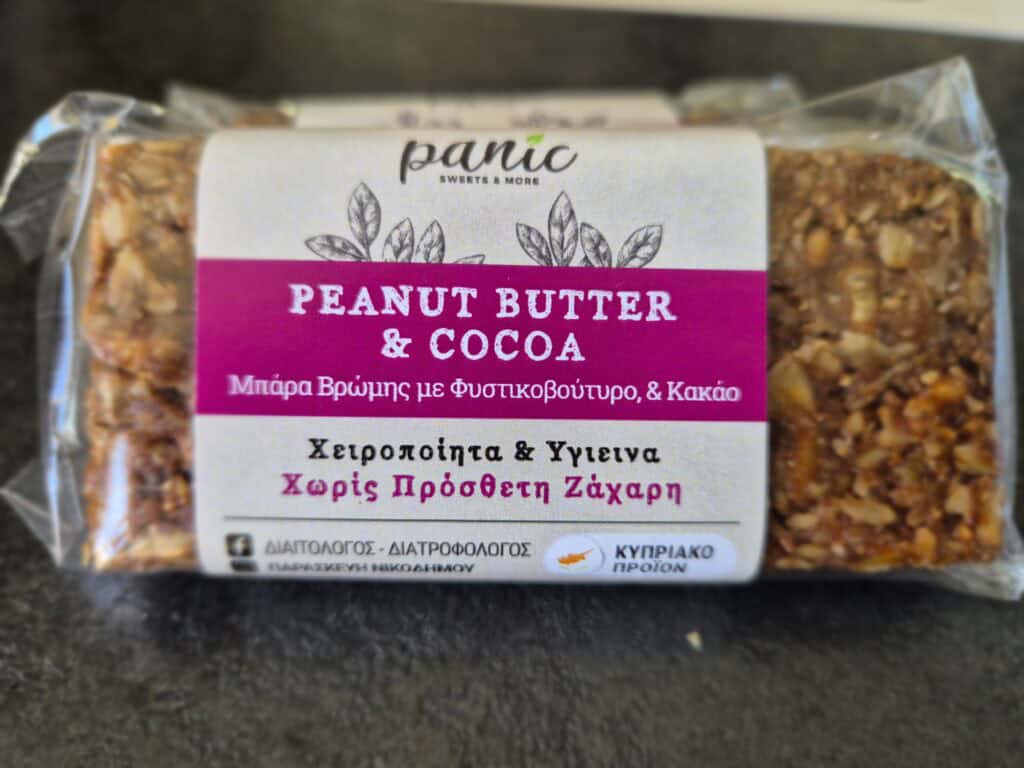 panic
SWEETS & MORE
PEANUT BUTTER
& COCOA
Μπάρα Βρώμης με Φυστικοβούτυρο, & Κακάο
Χειροποίητα & Υγιεινα
Χωρίς Πρόσθετη Ζάχαρη
ΔΙΑΙΤΟΛΟΓΟΣ - ΔΙΑΤΡΟΦΟΛΟΓΟΣ
ΠΑΡΑΣΚΕΥΗ ΝΙΚΟΔΗΜΟΥ
ΚΥΠΡΙΑΚΟ
ΠΡΟΪΟΝ